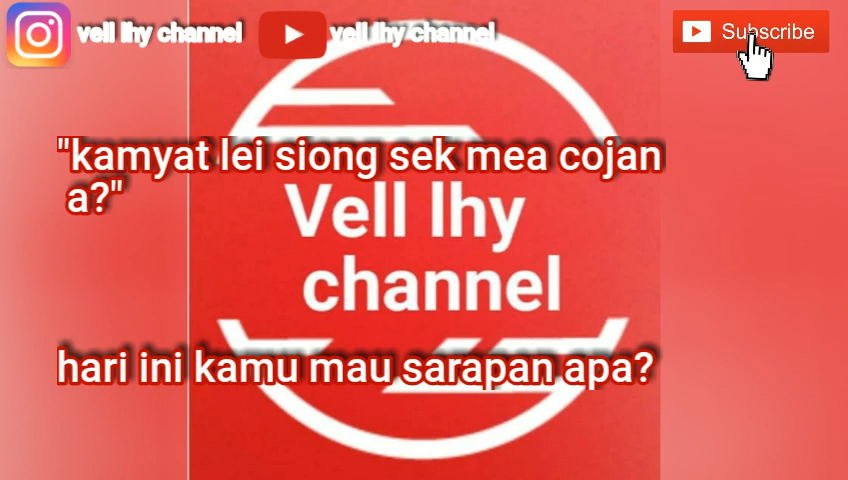 vell lhy channel
vell lhy channel
Subscribe
"kamyat lei siong sek mea cojan
a?"
Vell lhy
channel
hari ini kamu mau sarapan apa?